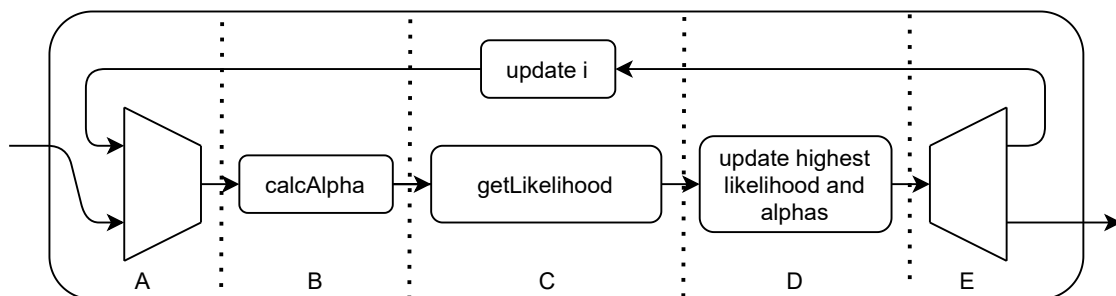 update i
calcAlpha
getLikelihood
update highest
likelihood and
alphas
A
B
C
D
E